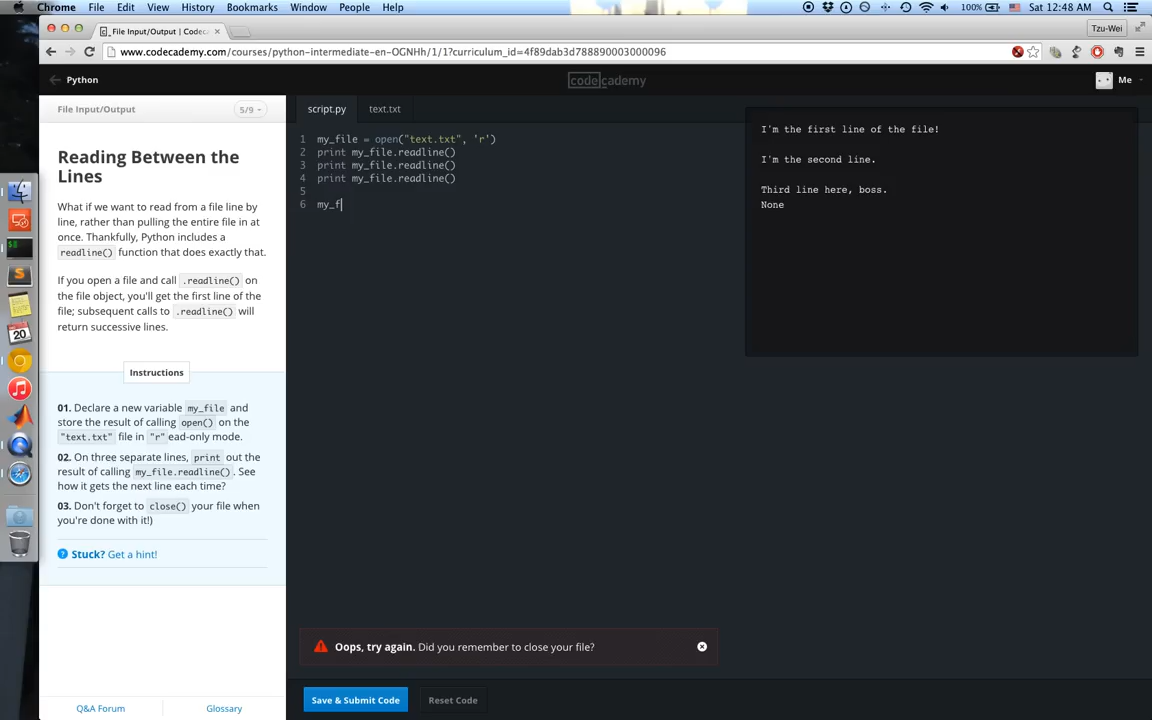 Chrome File Edit View History Bookmarks Window People Help
100% Sat 12:48 AM
File Input/Output | Codec
Tzu-Wei
www.codecademy.com/courses/python-intermediate-en-OGNHh/1/1?curriculum_id=4f89dab3d788890003000096
Python
codecademy
Me
File Input/Output
5/9
script.py
text.txt
Reading Between the
Lines
What if we want to read from a file line by
line, rather than pulling the entire file in at
once. Thankfully, Python includes a
readline() function that does exactly that.
If you open a file and call .readline() on
the file object, you'll get the first line of the
file; subsequent calls to .readline() will
return successive lines.
Instructions
01. Declare a new variable my_file and
store the result of calling open() on the
"text.txt" file in "r" ead-only mode.
02. On three separate lines, print out the
result of calling my_file.readline(). See
how it gets the next line each time?
03. Don't forget to close() your file when
you're done with it!)
? Stuck? Get a hint!
Q&A Forum
Glossary
1 my_file = open("text.txt", 'r')
2 print my_file.readline()
3 print my_file.readline()
4 print my_file.readline()
5
6 my_f
I'm the first line of the file!
I'm the second line.
Third line here, boss.
None
Oops, try again. Did you remember to close your file?
Save & Submit Code
Reset Code
20